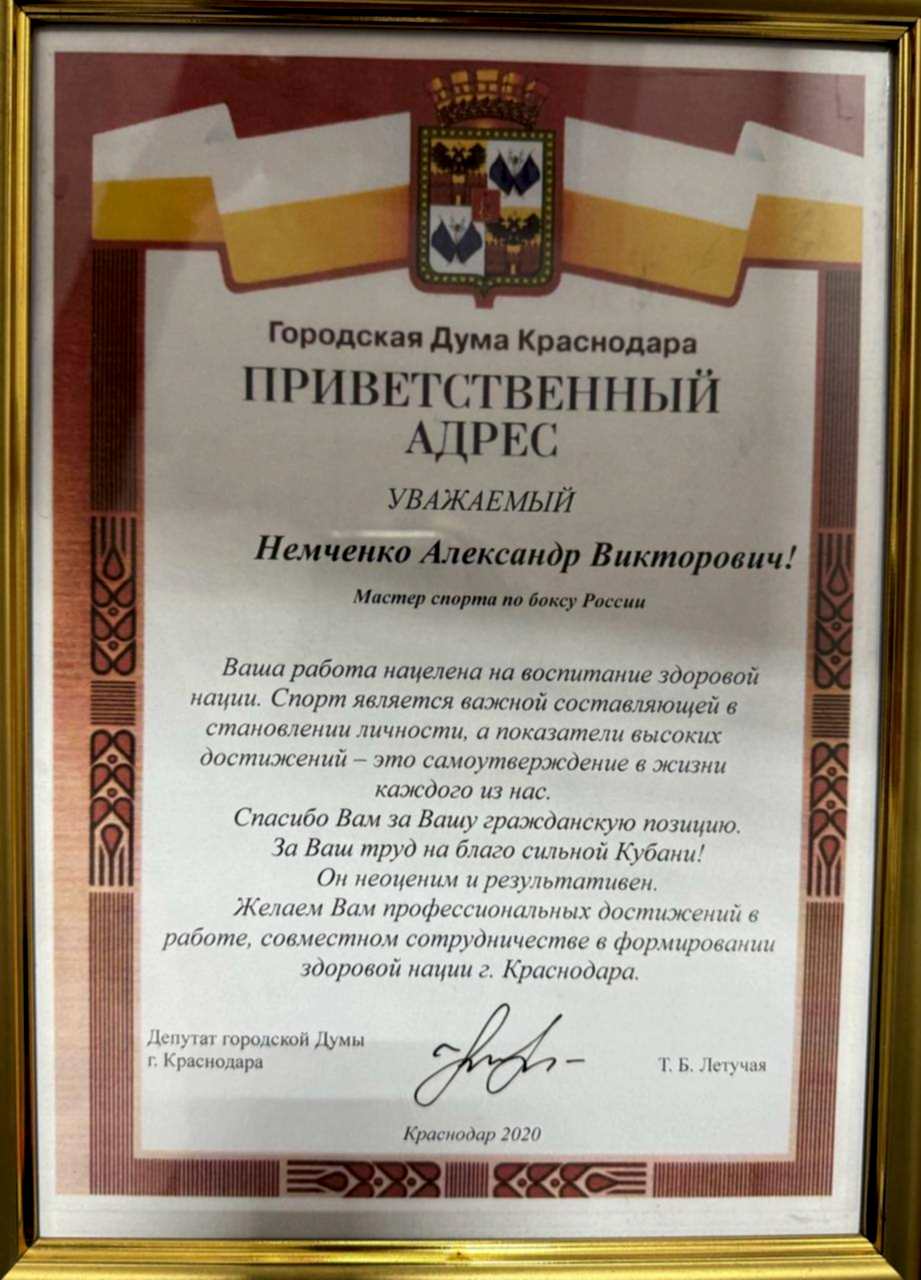 Городская Дума Краснодара
ПРИВЕТСТВЕННЫЙ
АДРЕС
УВАЖАЕМЫЙ
Немченко Александр Викторович!
Мастер спорта по боксу России
Ваша работа нацелена на воспитание здоровой
нации. Спорт является важной составляющей в
становлении личности, а показатели высоких
достижений – это самоутверждение в жизни
каждого из нас.
Спасибо Вам за Вашу гражданскую позицию.
За Ваш труд на благо сильной Кубани!
Он неоценим и результативен.
Желаем Вам профессиональных достижений в
работе, совместном сотрудничестве в формировании
здоровой нации г. Краснодара.
Депутат городской Думы
г. Краснодара
Т. Б. Летучая
Краснодар 2020